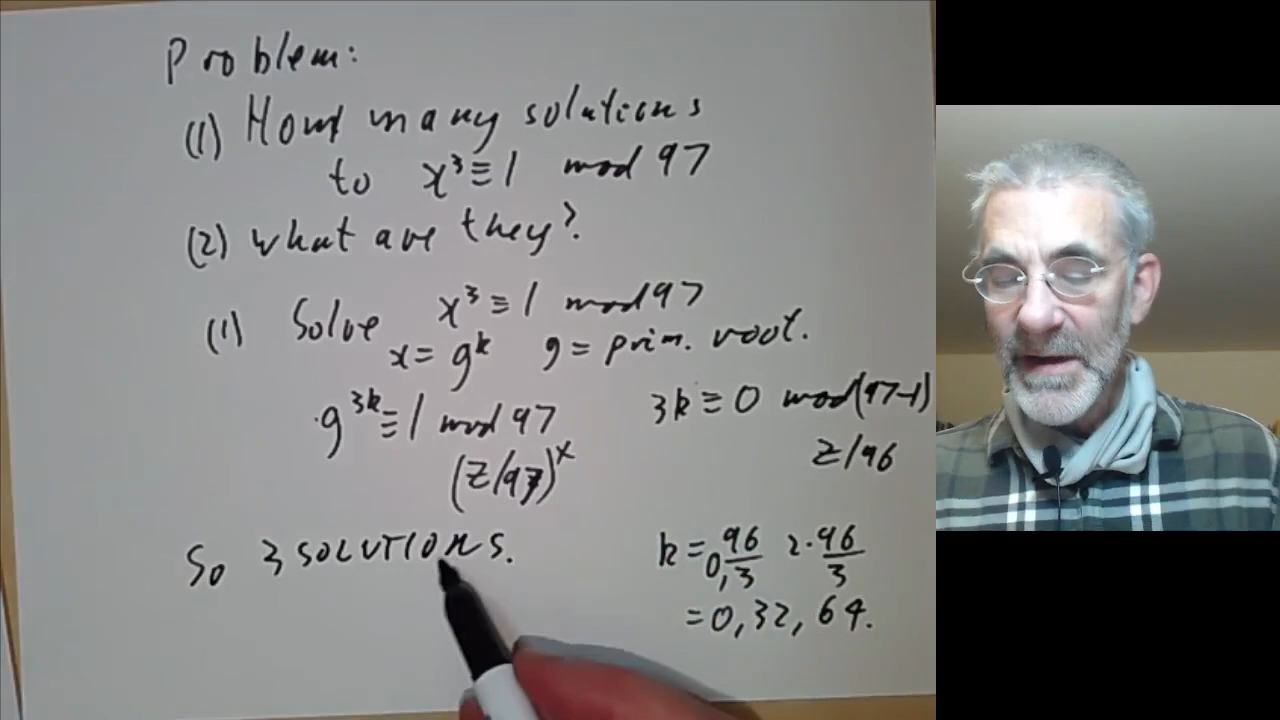 Problem:
(1) How many solutions
to x³≡1 mod 97
(2) what are they?
(1) Solve x³≡1 mod 97
x = gᵏ g = prim. root.
g³ᵏ≡1 mod 97 3k≡0 mod(97-1)
(Z/97)ˣ Z/96
So 3 SOLUTIONS. k = 0, 96/3 2·96/3
= 0, 32, 64.